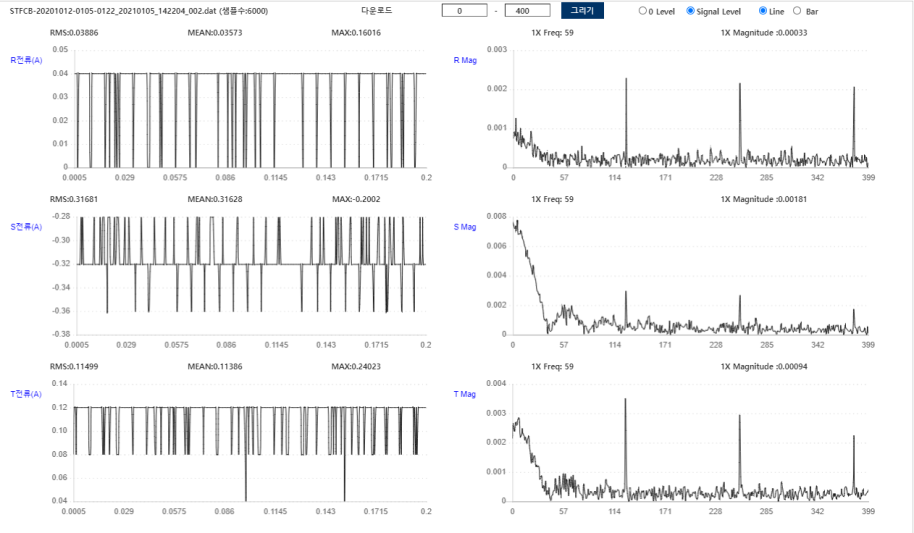 STFCB-20201012-0105-0122_20210105_142204_002.dat (샘플수:6000) 다운로드 0 - 400 그리기 0 Level Signal Level Line Bar
RMS:0.03886 MEAN:0.03573 MAX:0.16016 1X Freq: 59 1X Magnitude :0.00033
R전류(A) R Mag
0.05
0.04
0.03
0.02
0.01
0
0.0005 0.029 0.0575 0.086 0.1145 0.143 0.1715 0.2
0.003
0.002
0.001
0
0 57 114 171 228 285 342 399
RMS:0.31681 MEAN:0.31628 MAX:-0.2002 1X Freq: 59 1X Magnitude :0.00181
S전류(A) S Mag
-0.28
-0.30
-0.32
-0.34
-0.36
-0.38
0.0005 0.029 0.0575 0.086 0.1145 0.143 0.1715 0.2
0.008
0.006
0.004
0.002
0
0 57 114 171 228 285 342 399
RMS:0.11499 MEAN:0.11386 MAX:0.24023 1X Freq: 59 1X Magnitude :0.00094
T전류(A) T Mag
0.14
0.12
0.10
0.08
0.06
0.04
0.0005 0.029 0.0575 0.086 0.1145 0.143 0.1715 0.2
0.004
0.003
0.002
0.001
0
0 57 114 171 228 285 342 399